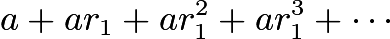 a + ar₁ + ar₁² + ar₁³ + ⋯